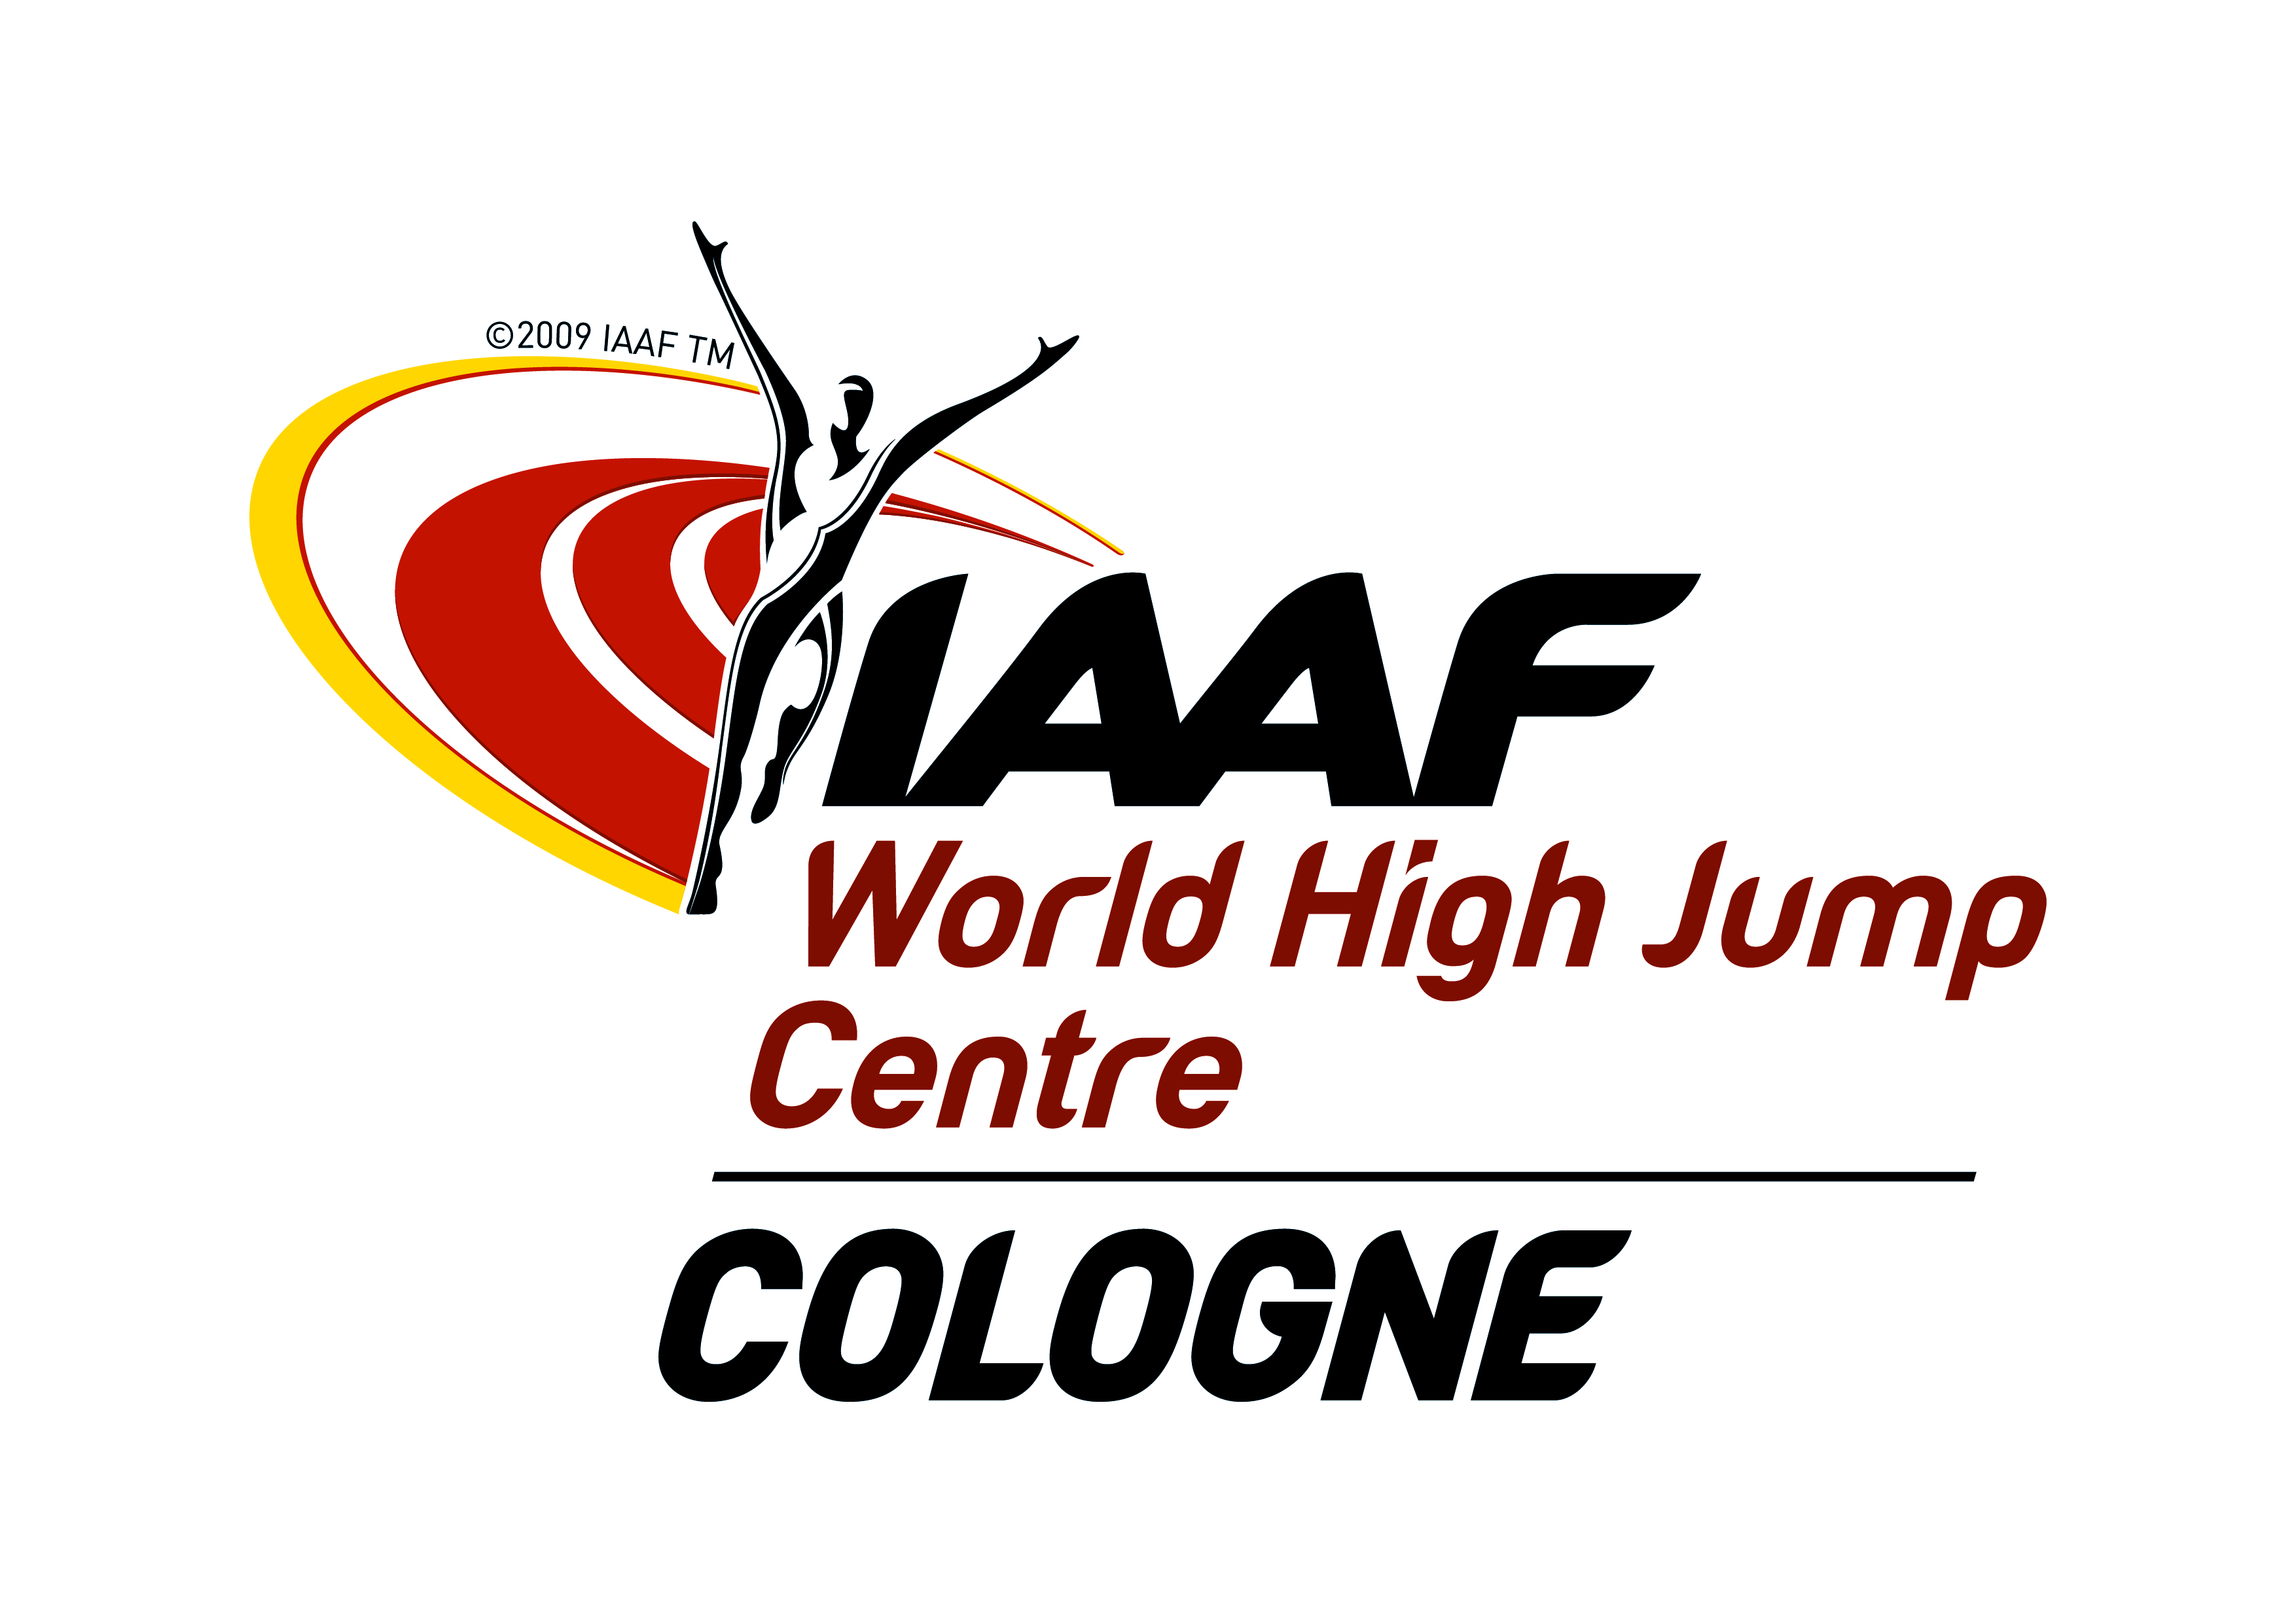 ©2009 IAAF TM
IAAF
World High Jump
Centre
COLOGNE